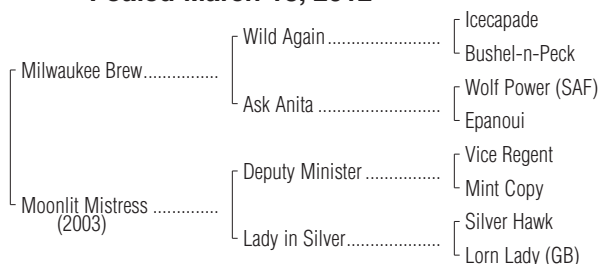 Foaled March 2012
Icecapade
Wild Again
Bushel-n-Peck
Milwaukee Brew
Wolf Power (SAF)
Ask Anita
Epanoui
Vice Regent
Deputy Minister
Mint Copy
Moonlit Mistress
(2003)
Silver Hawk
Lady in Silver
Lorn Lady (GB)